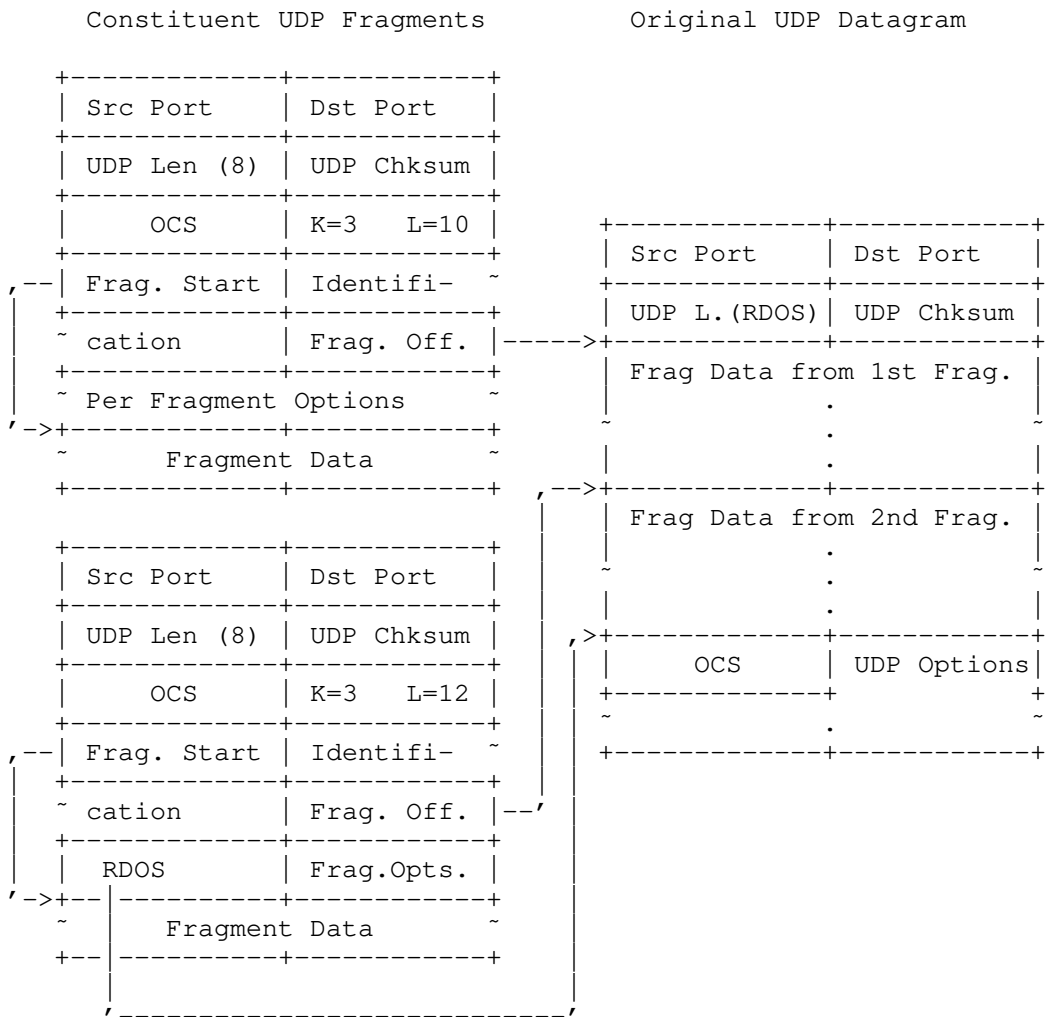 Constituent UDP Fragments
Src Port Dst Port
UDP Len (8) UDP Chksum
OCS K=3 L=10
Frag. Start Identifi-
cation Frag. Off.
Per Fragment Options
Fragment Data
Src Port Dst Port
UDP Len (8) UDP Chksum
OCS K=3 L=12
Frag. Start Identifi-
cation Frag. Off.
RDOS Frag.Opts.
Fragment Data
Original UDP Datagram
Src Port Dst Port
UDP L.(RDOS) UDP Chksum
Frag Data from 1st Frag.
Frag Data from 2nd Frag.
OCS UDP Options